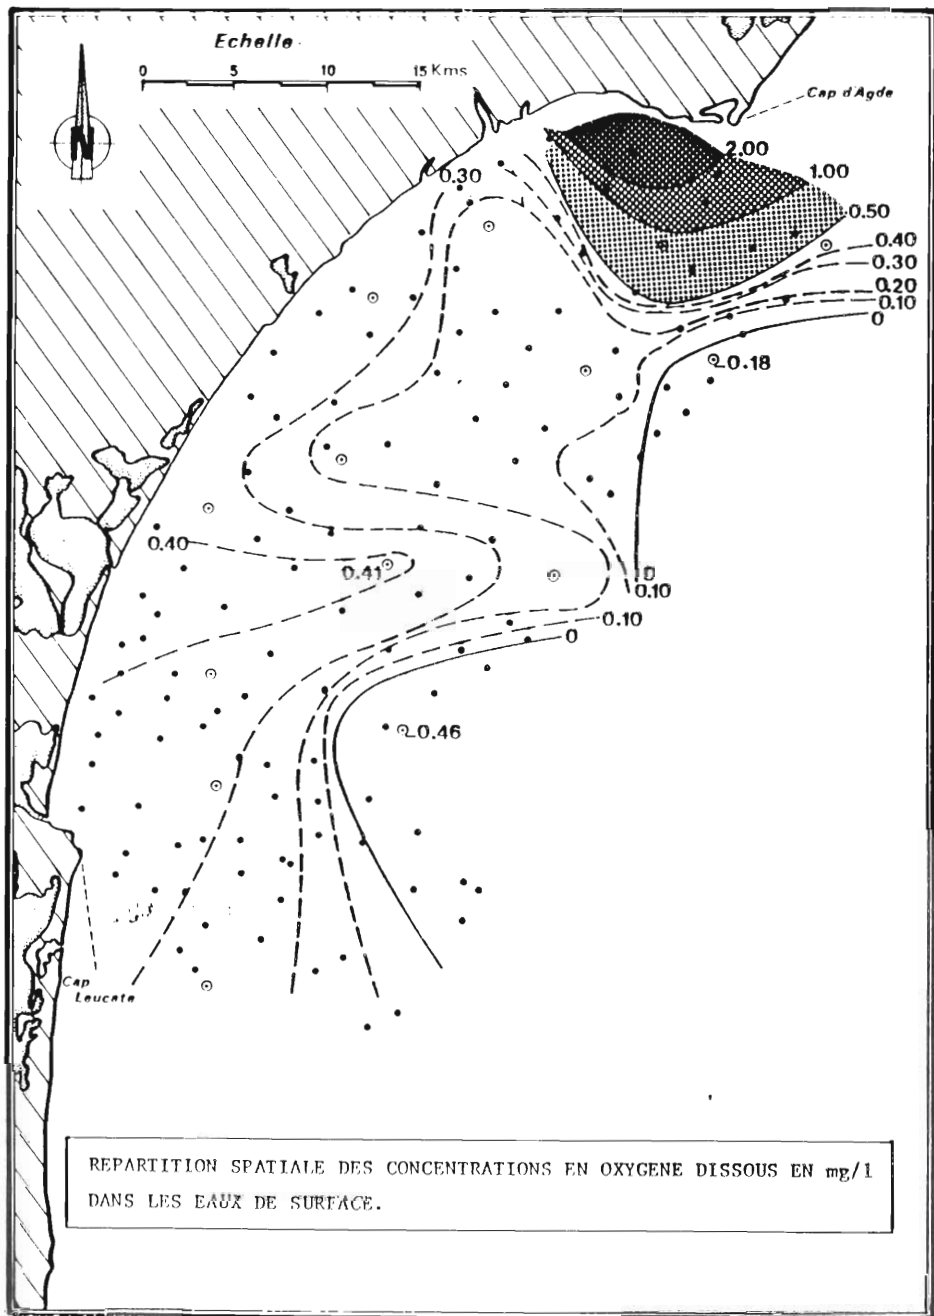 Echelle
0 5 10 15 Kms
N
Cap d'Agde
2.00
1.00
0.50
0.40
0.30
0.20
0.10
0
0.30
-0.18
0.40
0.41
0
0.10
0.10
0
-0.46
Cap
Leucate
REPARTITION SPATIALE DES CONCENTRATIONS EN OXYGENE DISSOUS EN mg/l
DANS LES EAUX DE SURFACE.